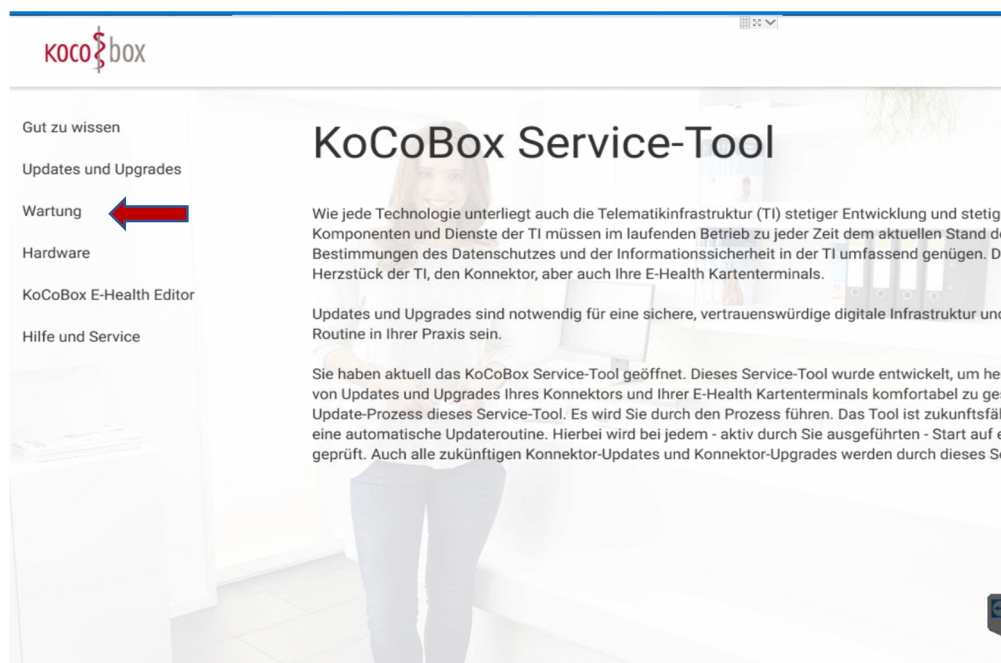 KOCO box
Gut zu wissen
Updates und Upgrades
Wartung
Hardware
KoCoBox E-Health Editor
Hilfe und Service
KoCoBox Service-Tool
Wie jede Technologie unterliegt auch die Telematikinfrastruktur (TI) stetiger Entwicklung und stetig
Komponenten und Dienste der TI müssen im laufenden Betrieb zu jeder Zeit dem aktuellen Stand de
Bestimmungen des Datenschutzes und der Informationssicherheit in der TI umfassend genügen. D
Herzstück der TI, den Konnektor, aber auch Ihre E-Health Kartenterminals.
Updates und Upgrades sind notwendig für eine sichere, vertrauenswürdige digitale Infrastruktur und
Routine in Ihrer Praxis sein.
Sie haben aktuell das KoCoBox Service-Tool geöffnet. Dieses Service-Tool wurde entwickelt, um he
von Updates und Upgrades Ihres Konnektors und Ihrer E-Health Kartenterminals komfortabel zu ge
Update-Prozess dieses Service-Tool. Es wird Sie durch den Prozess führen. Das Tool ist zukunftsfäh
eine automatische Updateroutine. Hierbei wird bei jedem - aktiv durch Sie ausgeführten - Start auf e
geprüft. Auch alle zukünftigen Konnektor-Updates und Konnektor-Upgrades werden durch dieses Se